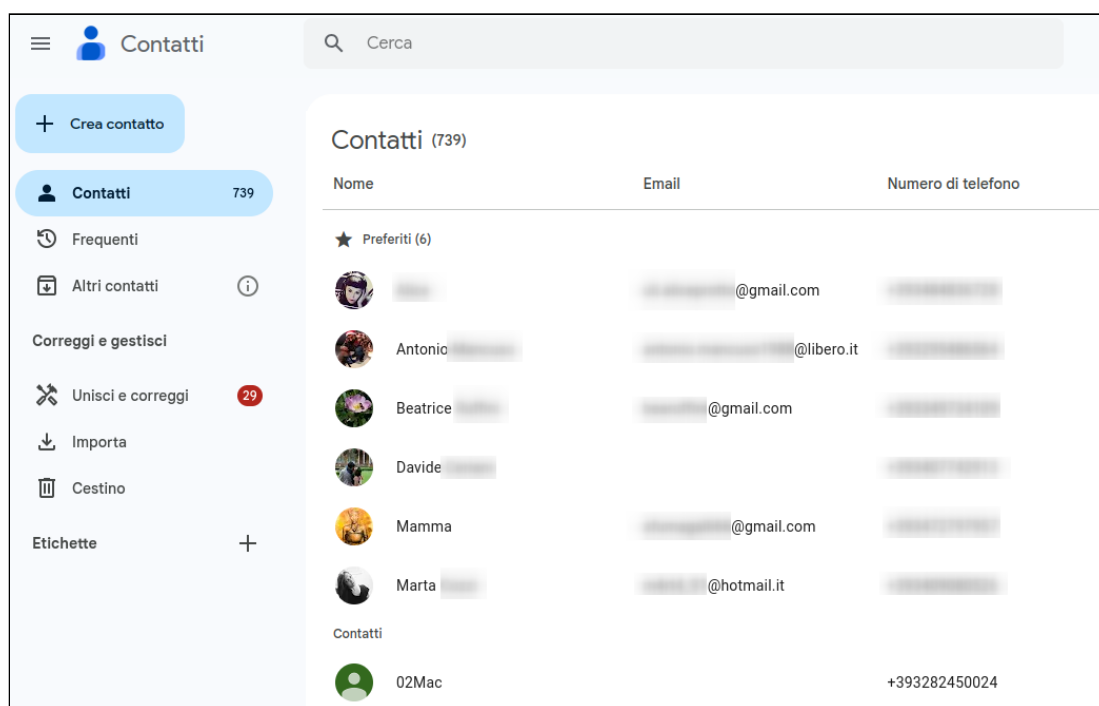 Contatti
Cerca
Crea contatto
Contatti 739
Frequenti
Altri contatti
Correggi e gestisci
Unisci e correggi 29
Importa
Cestino
Etichette
Contatti (739)
Nome Email Numero di telefono
Preferiti (6)
@gmail.com
Antonio @libero.it
Beatrice @gmail.com
Davide
Mamma @gmail.com
Marta @hotmail.it
Contatti
02Mac +393282450024